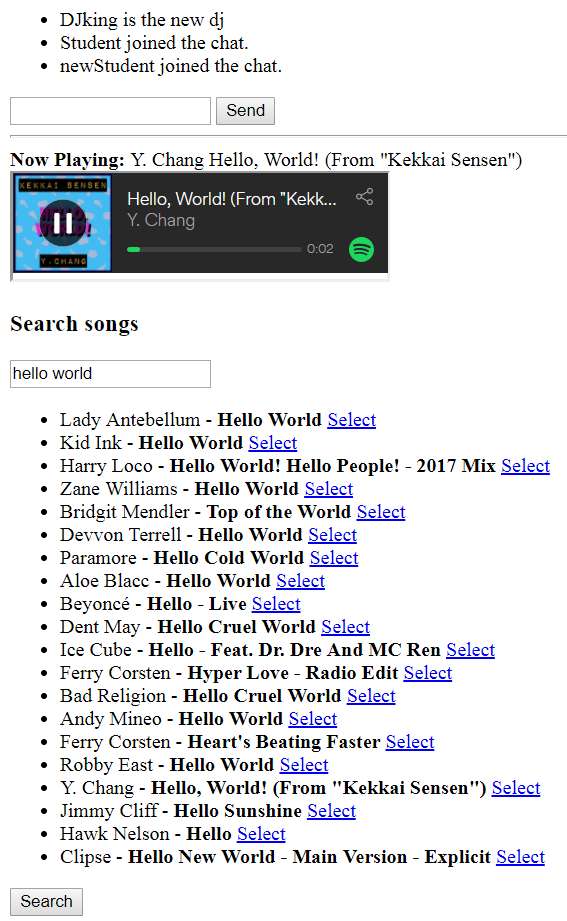 DJking is the new dj
Student joined the chat.
newStudent joined the chat.
Send
Now Playing: Y. Chang Hello, World! (From "Kekkai Sensen")
KEKKAI SENSEN
HELLO
WORLD!
Y.CHANG
Hello, World! (From "Kekk...
Y. Chang
0:02
Search songs
hello world
Lady Antebellum - Hello World Select
Kid Ink - Hello World Select
Harry Loco - Hello World! Hello People! - 2017 Mix Select
Zane Williams - Hello World Select
Bridgit Mendler - Top of the World Select
Devvon Terrell - Hello World Select
Paramore - Hello Cold World Select
Aloe Blacc - Hello World Select
Beyoncé - Hello - Live Select
Dent May - Hello Cruel World Select
Ice Cube - Hello - Feat. Dr. Dre And MC Ren Select
Ferry Corsten - Hyper Love - Radio Edit Select
Bad Religion - Hello Cruel World Select
Andy Mineo - Hello World Select
Ferry Corsten - Heart's Beating Faster Select
Robby East - Hello World Select
Y. Chang - Hello, World! (From "Kekkai Sensen") Select
Jimmy Cliff - Hello Sunshine Select
Hawk Nelson - Hello Select
Clipse - Hello New World - Main Version - Explicit Select
Search